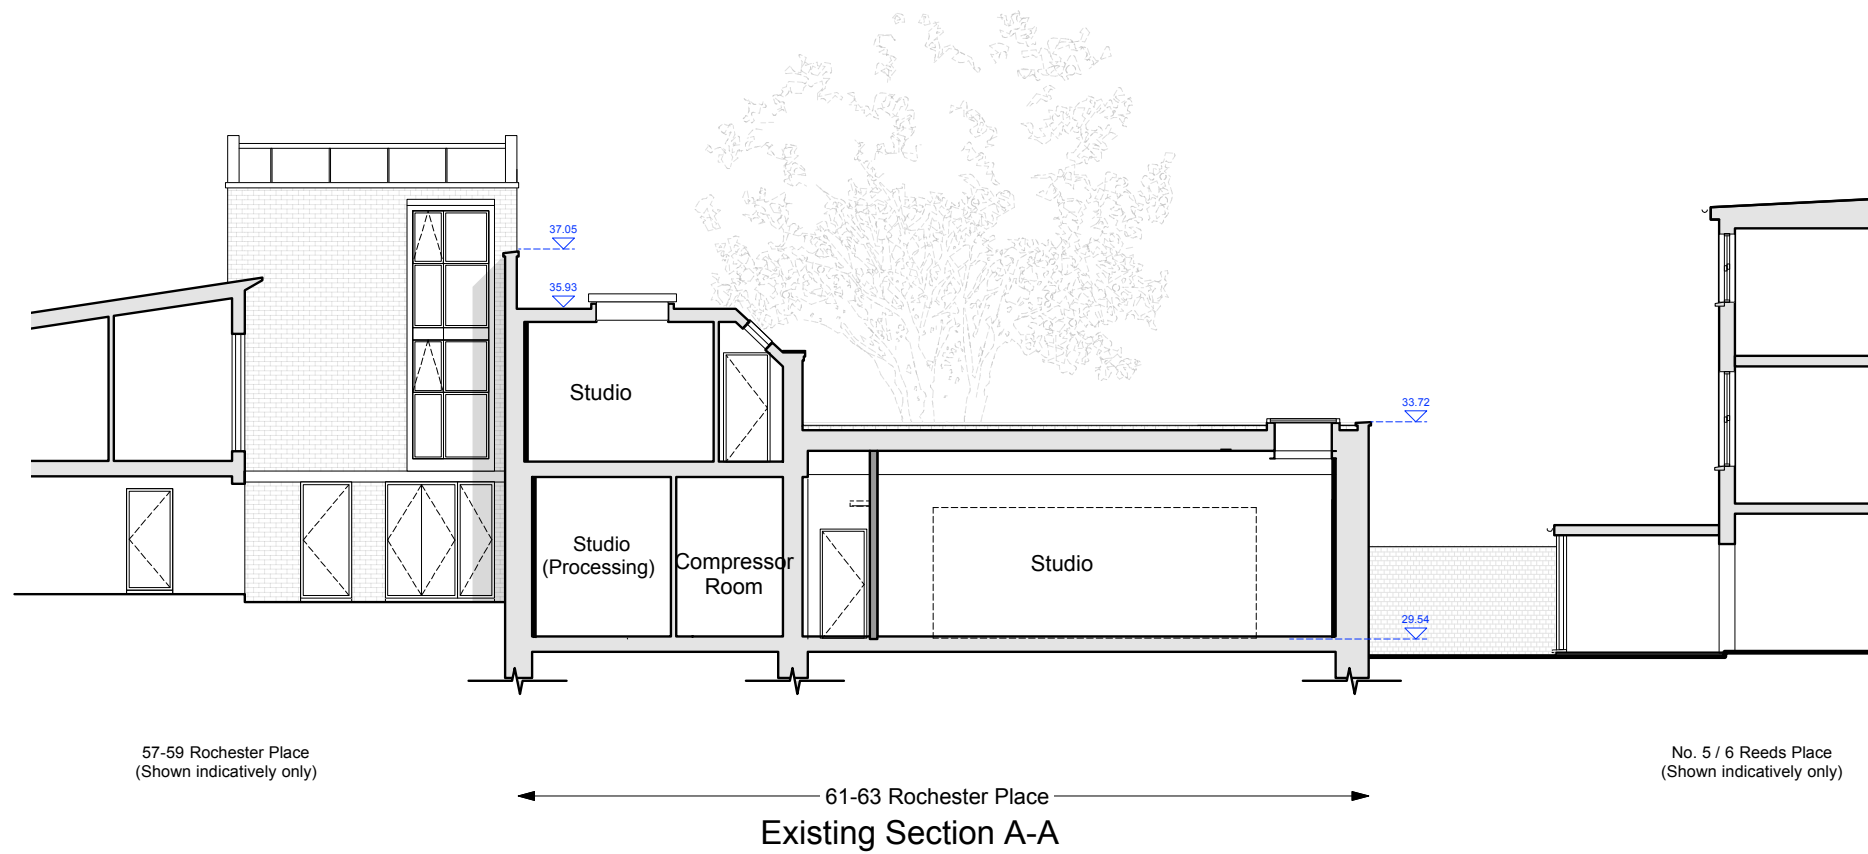 37.05
35.93
Studio
33.72
Studio
(Processing)
Compressor
Room
Studio
29.54
57-59 Rochester Place
(Shown indicatively only)
No. 5 / 6 Reeds Place
(Shown indicatively only)
61-63 Rochester Place
Existing Section A-A